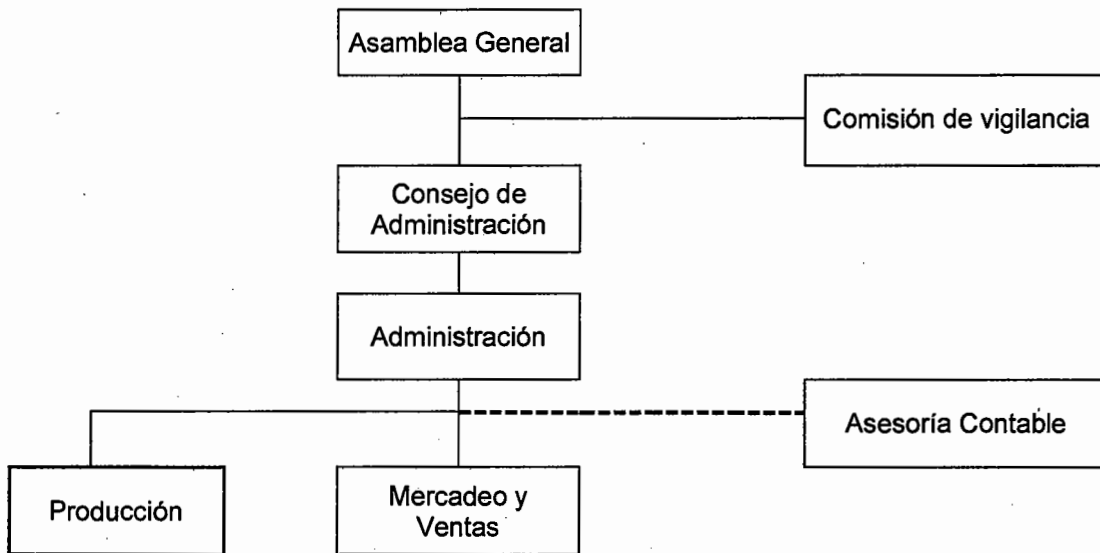 Asamblea General
Comisión de vigilancia
Consejo de
Administración
Administración
Asesoría Contable
Producción
Mercadeo y
Ventas